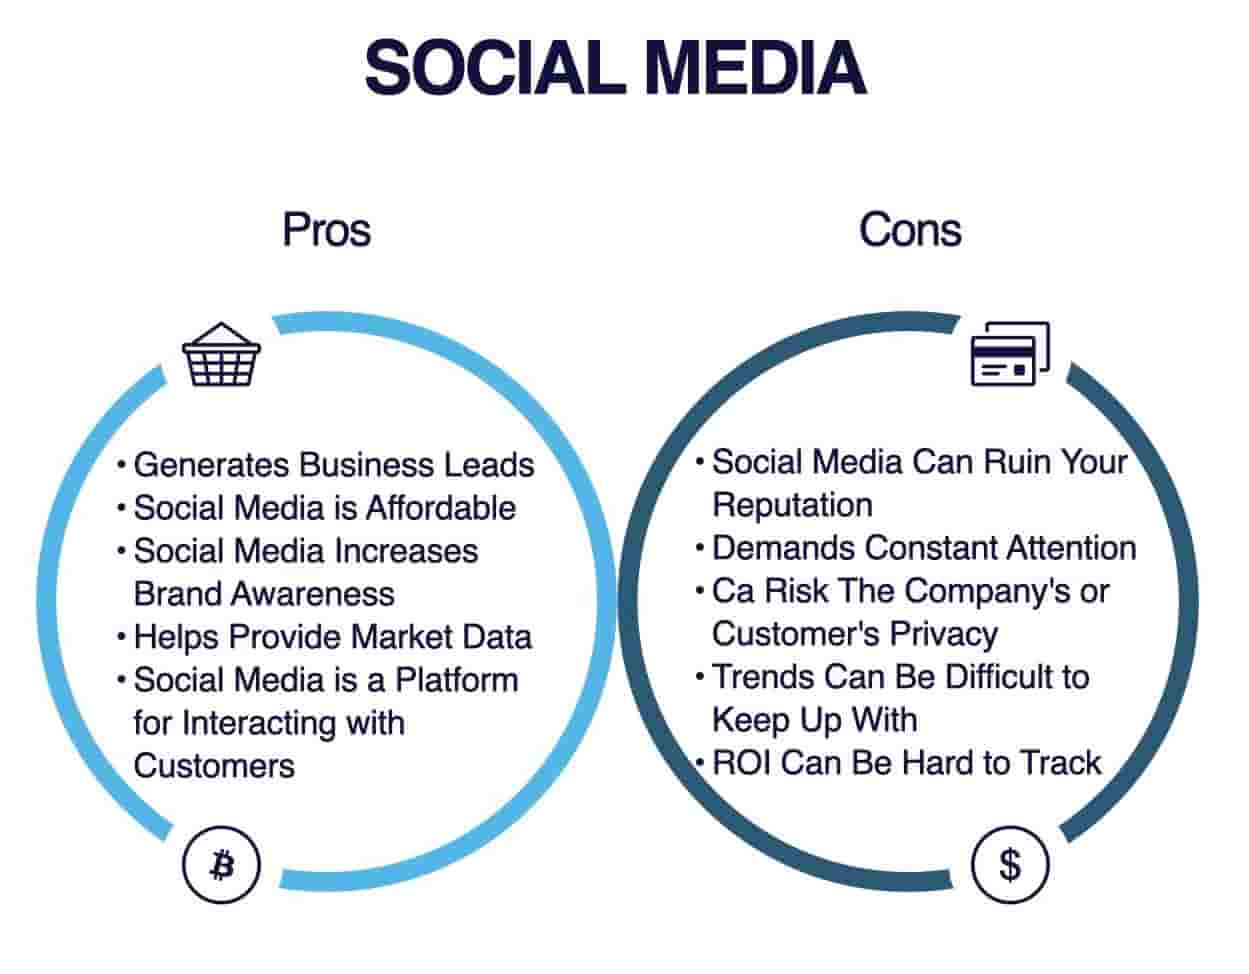 SOCIAL MEDIA
Pros
• Generates Business Leads
• Social Media is Affordable
• Social Media Increases
Brand Awareness
• Helps Provide Market Data
• Social Media is a Platform
for Interacting with
Customers
Cons
• Social Media Can Ruin Your
Reputation
• Demands Constant Attention
• Ca Risk The Company's or
Customer's Privacy
• Trends Can Be Difficult to
Keep Up With
• ROI Can Be Hard to Track
₿
$